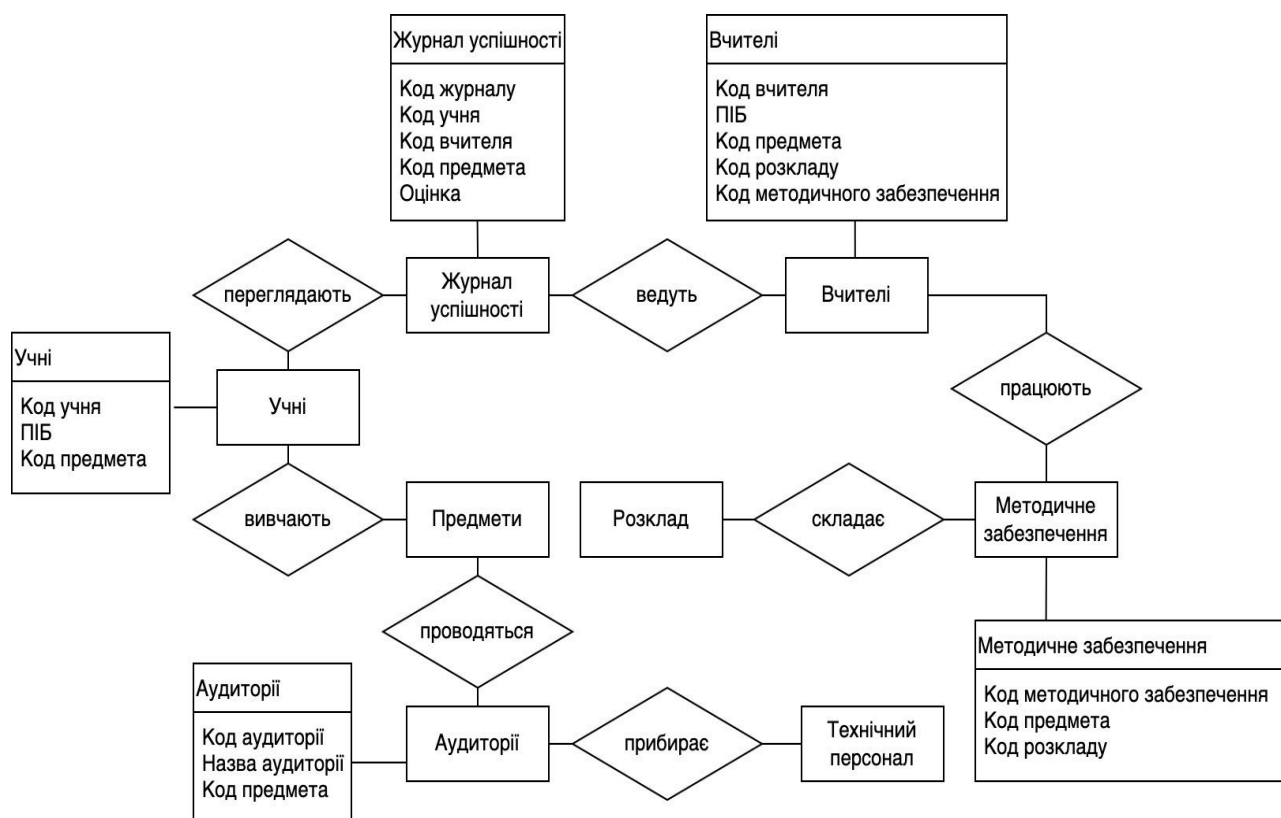 Журнал успішності
Код журналу
Код учня
Код вчителя
Код предмета
Оцінка
Вчителі
Код вчителя
ПІБ
Код предмета
Код розкладу
Код методичного забезпечення
переглядають
Журнал
успішності
ведуть
Вчителі
Учні
Код учня
ПІБ
Код предмета
Учні
працюють
вивчають
Предмети
Розклад
складає
Методичне
забезпечення
проводяться
Методичне забезпечення
Код методичного забезпечення
Код предмета
Код розкладу
Аудиторії
Код аудиторії
Назва аудиторії
Код предмета
Аудиторії
прибирає
Технічний
персонал